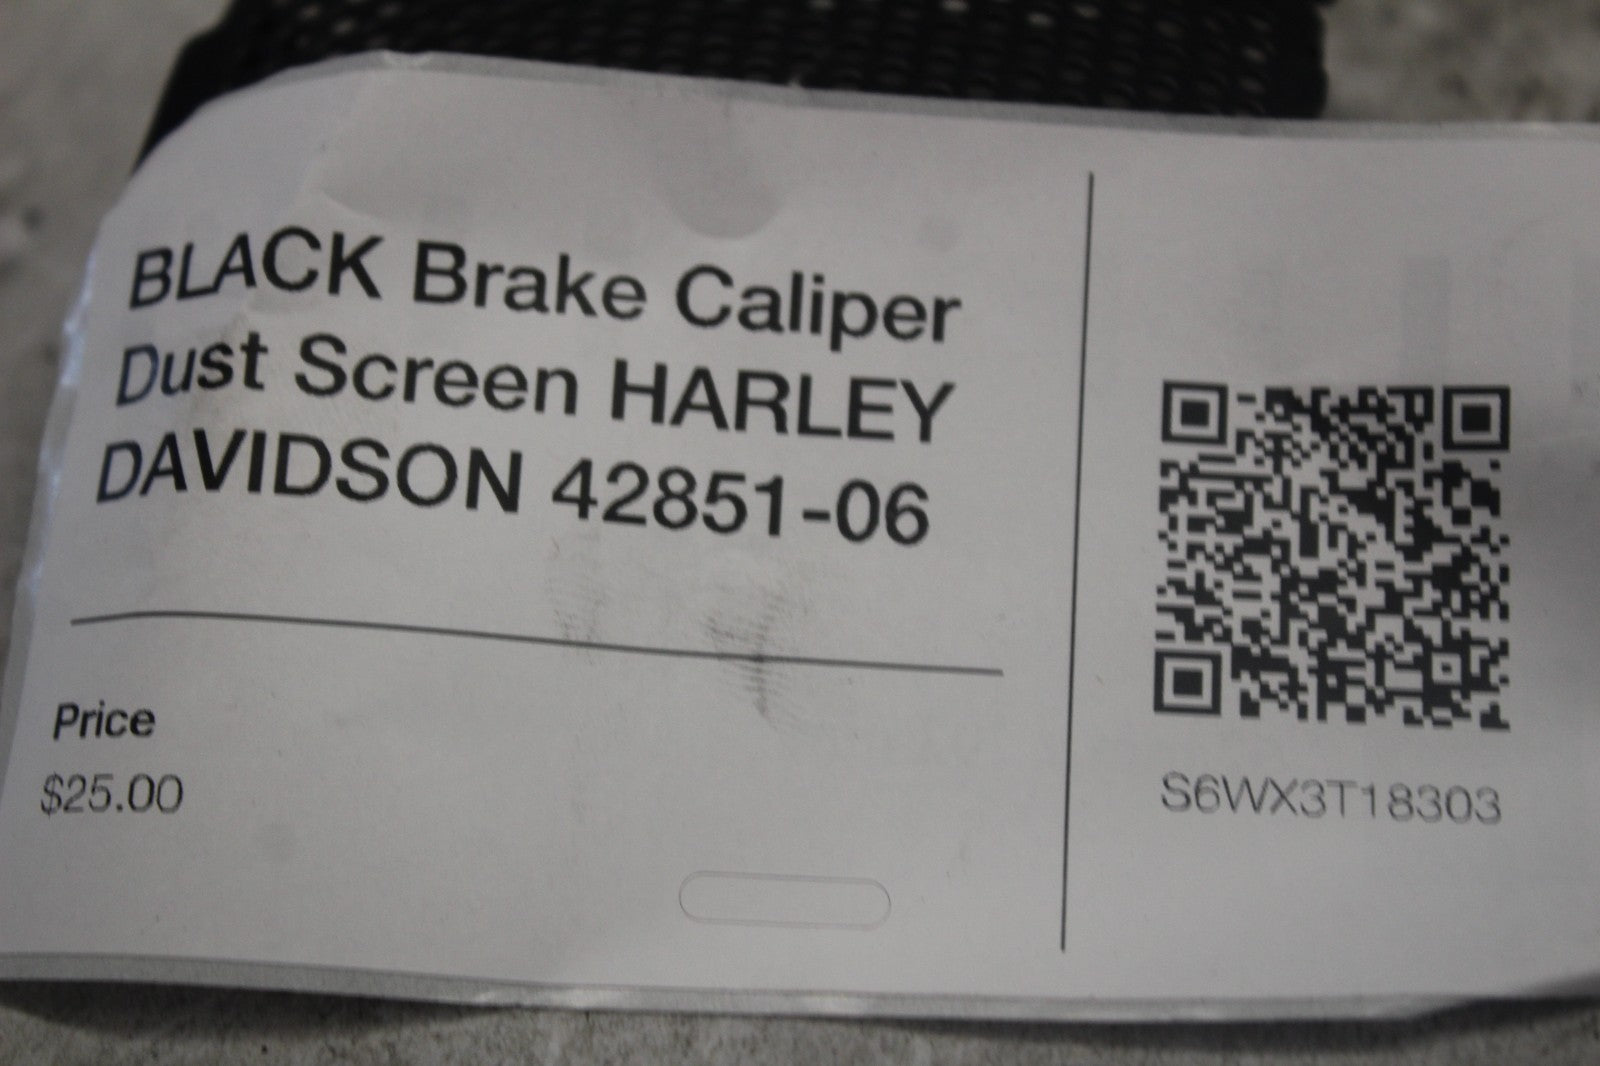 BLACK Brake Caliper
Dust Screen HARLEY
DAVIDSON 42851-06
Price
$25.00
S6WX3T18303